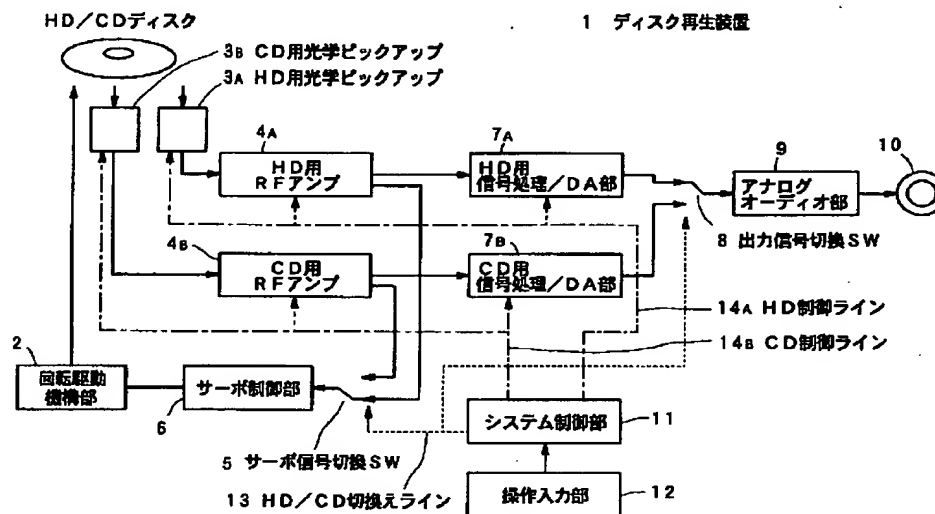 HD/CDディスク
1 ディスク再生装置
3B CD用光学ピックアップ
3A HD用光学ピックアップ
4A
HD用
RFアンプ
7A
HD用
信号処理/DA部
9
アナログ
オーディオ部
10
8 出力信号切換SW
4B
CD用
RFアンプ
7B
CD用
信号処理/DA部
14A HD制御ライン
14B CD制御ライン
2
回転駆動
機構部
サーボ制御部
6
5 サーボ信号切換SW
システム制御部
11
13 HD/CD切換えライン
操作入力部
12